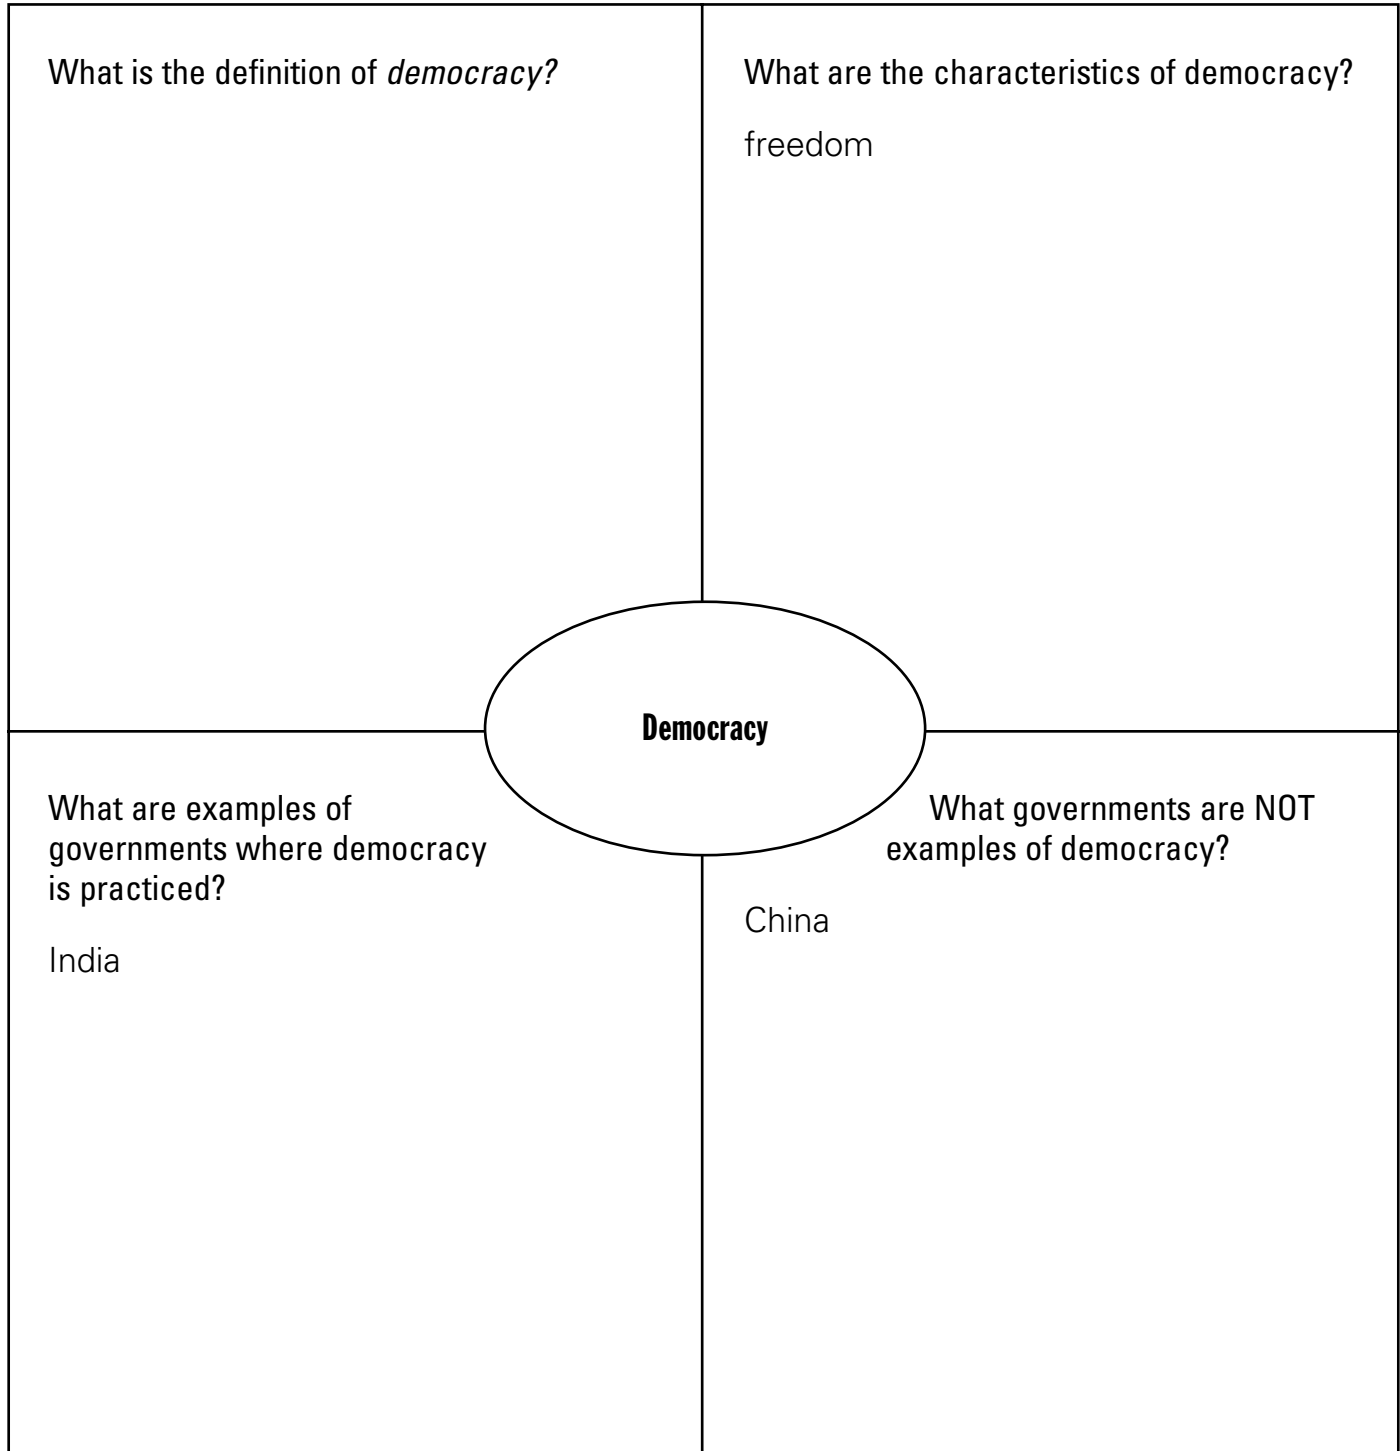 What is the definition of democracy?
What are the characteristics of democracy?
freedom
Democracy
What are examples of
governments where democracy
is practiced?
India
What governments are NOT
examples of democracy?
China